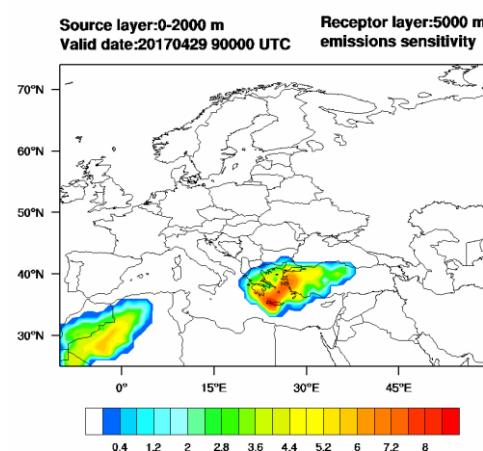 Source layer:0-2000 m
Receptor layer:5000 m
Valid date:20170429 90000 UTC
emissions sensitivity
70°N
60°N
50°N
40°N
30°N
0° 15°E 30°E 45°E
0.4 1.2 2 2.8 3.6 4.4 5.2 6 7.2 8